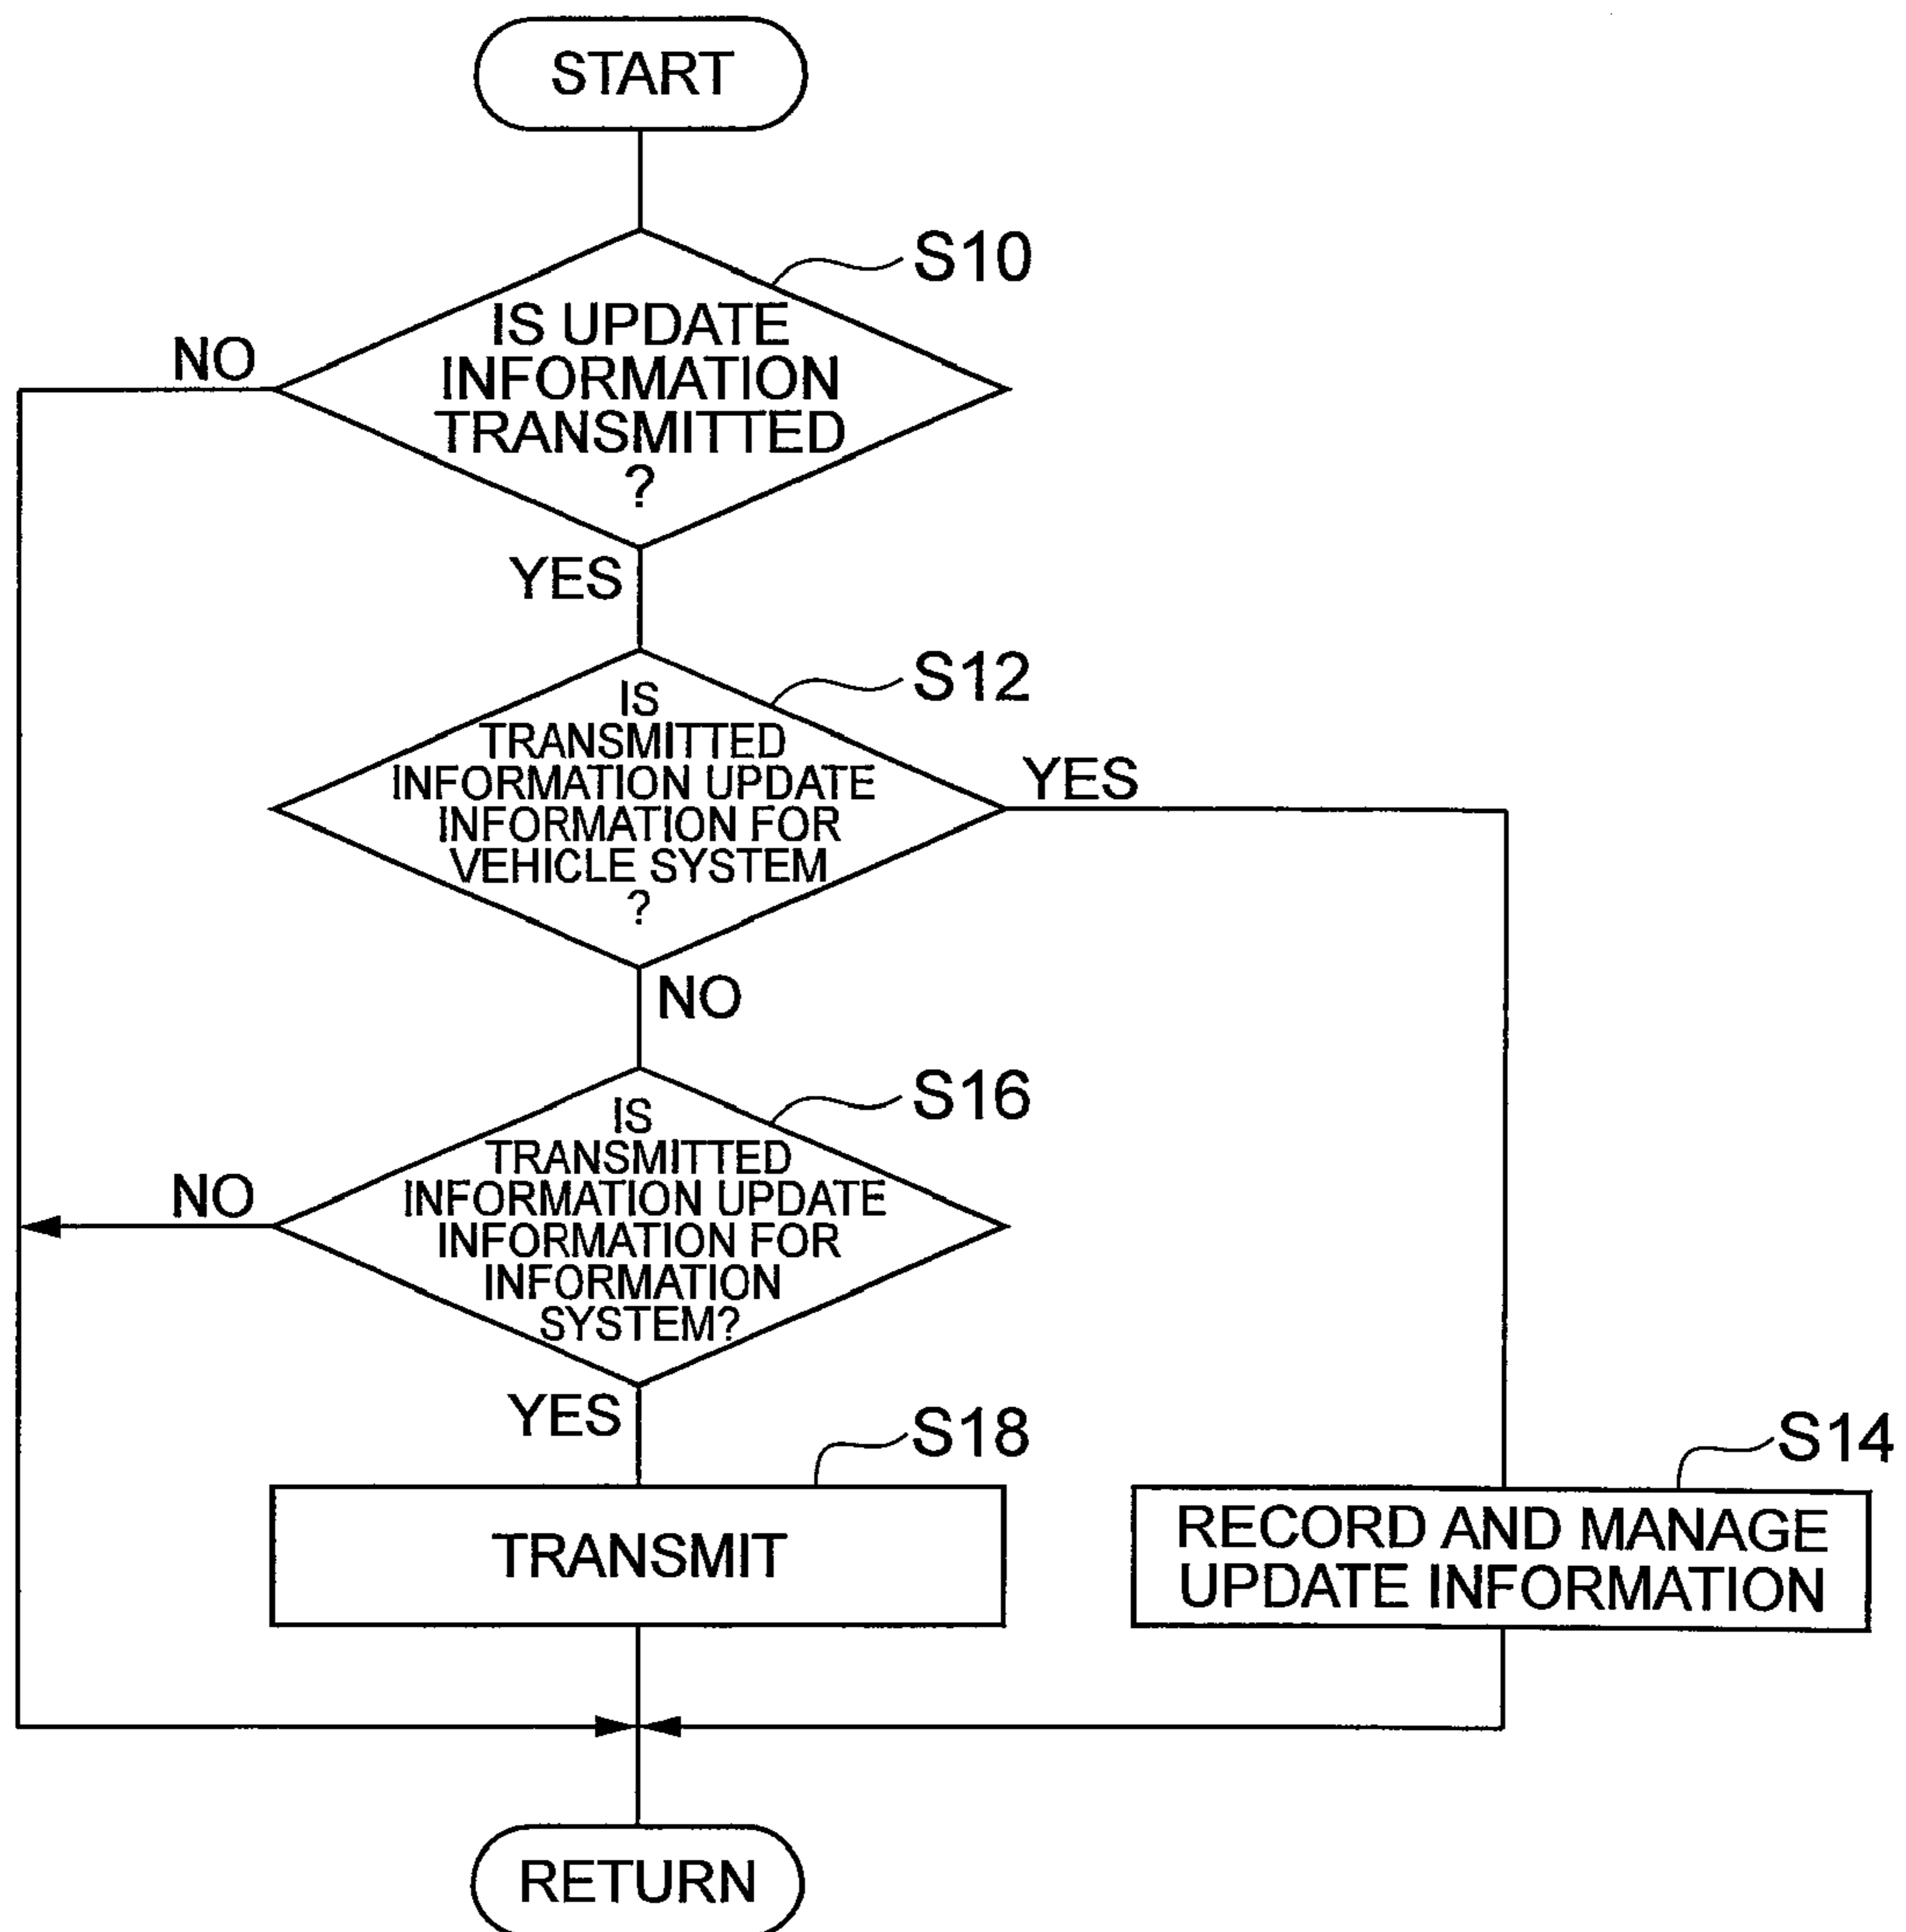 START
S10
IS UPDATE
INFORMATION
TRANSMITTED
?
NO
YES
S12
IS
TRANSMITTED
INFORMATION UPDATE
INFORMATION FOR
VEHICLE SYSTEM
?
YES
NO
S16
IS
TRANSMITTED
INFORMATION UPDATE
INFORMATION FOR
INFORMATION
SYSTEM?
NO
YES
S18
TRANSMIT
S14
RECORD AND MANAGE
UPDATE INFORMATION
RETURN